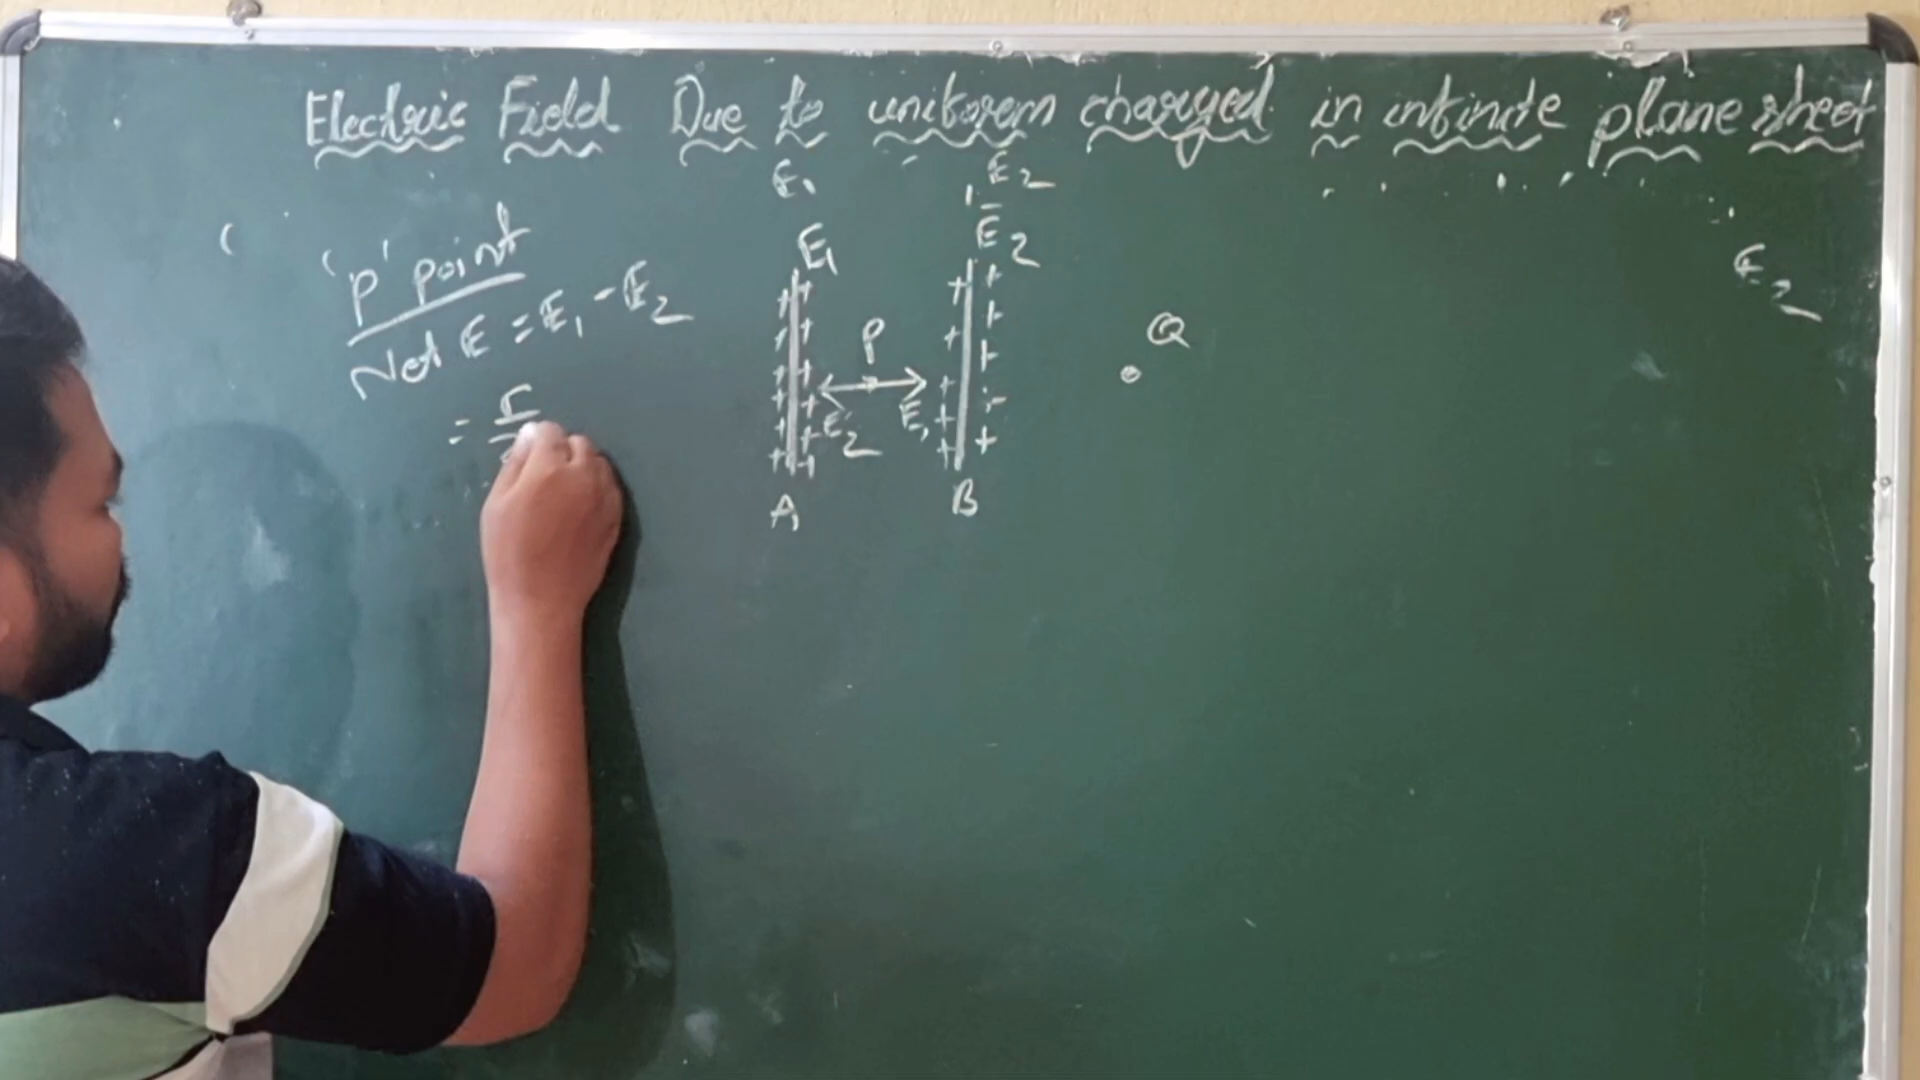 Electric Field Due to uniform charged in infinite plane sheet
E₁ E₂
E₁ E₂
E₂
'P' point
Net E = E₁ - E₂
=
P
Q
E₂ E₁
A B